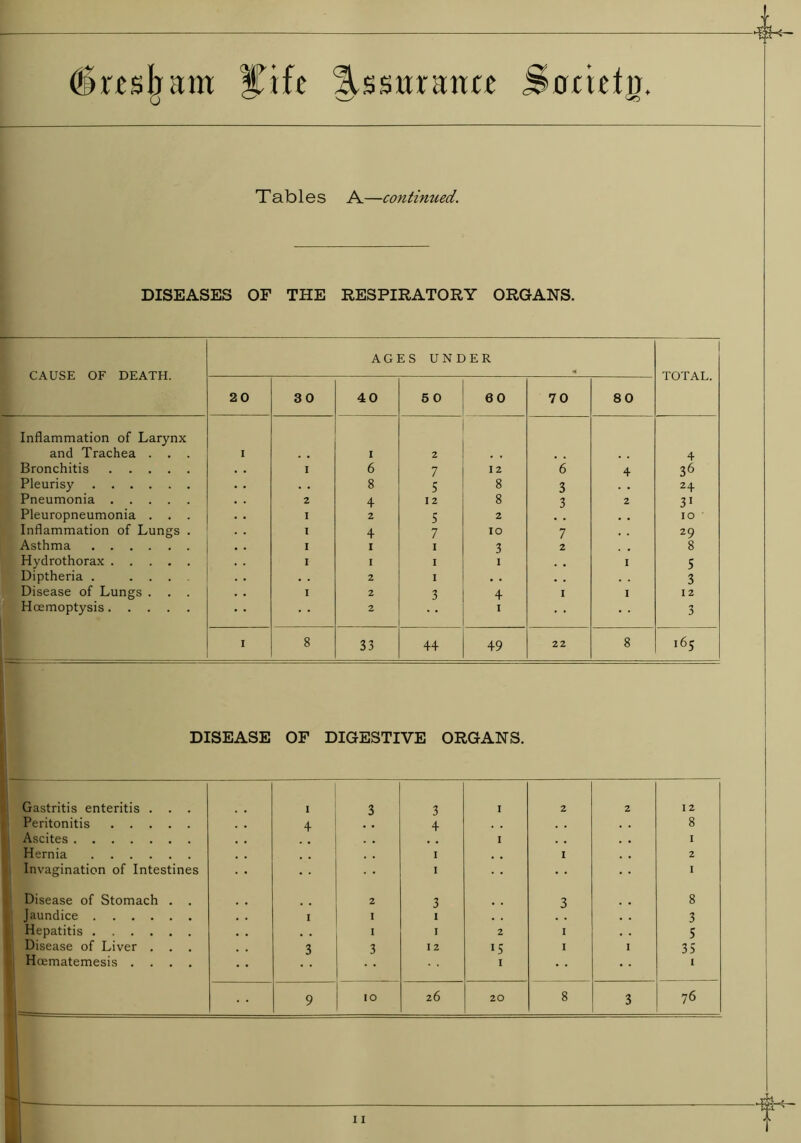 Gresham Life Assurance Society.
Tables A—continued.
DISEASES OF THE RESPIRATORY ORGANS.
CAUSE OF DEATH. AGES UNDER TOTAL.
20 30 40 50 60 70 80
Inflammation of Larynx
and Trachea . . . 1 . . 1 2 . . . . . . 4
Bronchitis . . . . . . . 1 6 7 12 6 4 36
Pleurisy . . . . . . . . . . 8 5 8 3 . . 24
Pneumonia . . . . . . . 2 4 12 8 3 2 31
Pleuropneumonia . . . . . 1 2 5 2 . . . . 10
Inflammation of Lungs . . . 1 4 7 10 7 . . 29
Asthma . . . . . . . . 1 1 1 3 2 . . 8
Hydrothorax . . . . . . . 1 1 1 1 . . 1 5
Diptheria . . . . . . . . . 2 1 . . . . . . 3
Disease of Lungs . . . . . 1 2 3 4 1 1 12
Hœmoptysis . . . . . . . . . 2 . . 1 . . . . 3
1 8 33 44 49 22 8 165
DISEASE OF DIGESTIVE ORGANS.
Gastritis enteritis . . . . . 1 3 3 1 2 2 12
Peritonitis . . . . . . . 4 . . 4 . . . . . . 8
Ascites . . . . . . . . . . . . . . . 1 . . . . 1
Hernia . . . . . . . . . . . . 1 . . 1 . . 2
Invagination of Intestines . . . . . . 1 . . . . . . 1
Disease of Stomach . . . . . . 2 3 . . 3 . . 8
Jaundice . . . . . . . . 1 1 1 . . . . . . 3
Hepatitis . . . . . . . . . . 1 1 2 1 . . 5
Disease of Liver . . . . . 3 3 12 15 1 1 35
Hœmatemesis . . . . . . . . . . . . 1 . . . . 1
. . 9 10 26 20 8 3 76
11